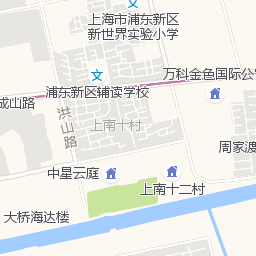 上海市浦东新区
新世界实验小学
万科金色国际公
浦东新区辅读学校
成山路
洪山路
上南十村
周家渡
中星云庭
上南十二村
大桥海达楼